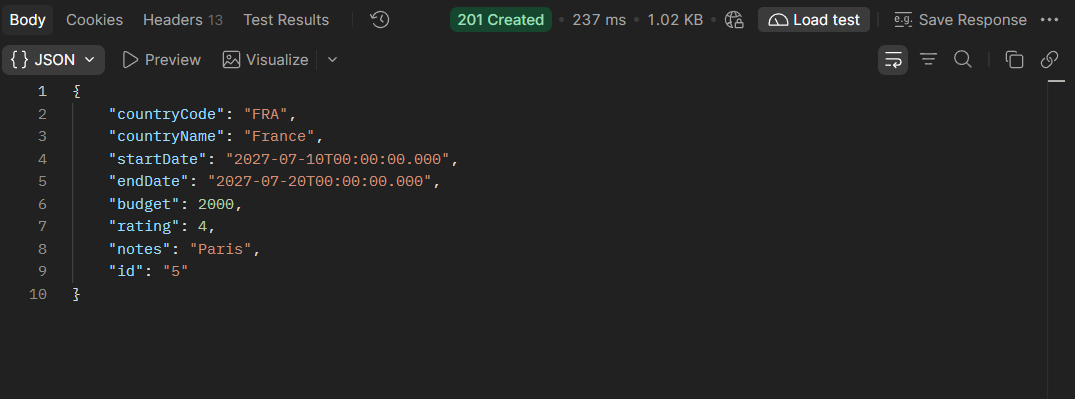 Body Cookies Headers 13 Test Results 201 Created • 237 ms • 1.02 KB • Load test e.g. Save Response
{} JSON Preview Visualize
1 {
2 "countryCode": "FRA",
3 "countryName": "France",
4 "startDate": "2027-07-10T00:00:00.000",
5 "endDate": "2027-07-20T00:00:00.000",
6 "budget": 2000,
7 "rating": 4,
8 "notes": "Paris",
9 "id": "5"
10 }